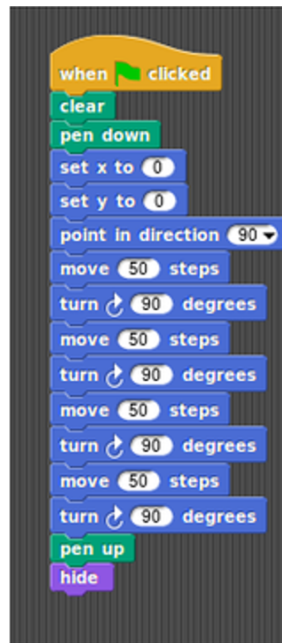 when clicked
clear
pen down
set x to 0
set y to 0
point in direction 90
move 50 steps
turn 90 degrees
move 50 steps
turn 90 degrees
move 50 steps
turn 90 degrees
move 50 steps
turn 90 degrees
pen up
hide